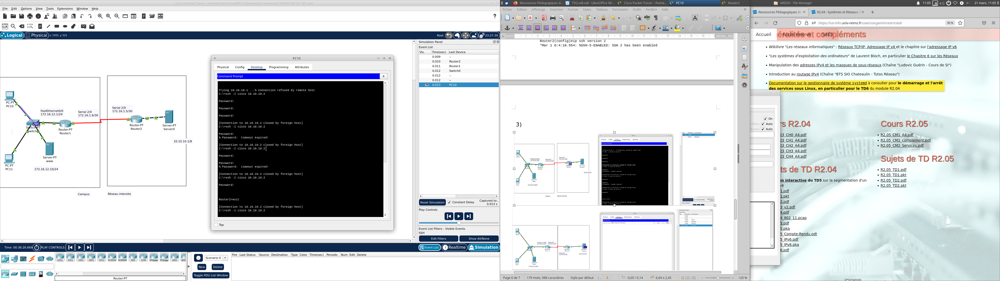 Cisco Packet Tracer - /home/Users/coud0011/RéseauxS2/reseauxs2/MR205/R2.05_TD1.pkt
File Edit Options View Tools Extensions Window Help
Logical Physical x: 1555, y: 521
Root 23:27:30
PC-PT
PC10
FastEthernet0/0
172.16.12.1/24
Serial 2/0
172.16.1.6/30
Serial 2/0
172.16.1.5/30
Switch-PT
Switch0
Router-PT
Router1
Router-PT
Router2
Server-PT
Server0
10.10.10.1/8
PC-PT
PC11
Server-PT
www
172.16.12.10/24
Campus
Réseau intersite
PC10
Physical Config Desktop Programming Attributes
Command Prompt X
Trying 10.10.10.1 ...% Connection refused by remote host
C:\>ssh -l cisco 10.10.10.2
Password:
Password:
Password:
[Connection to 10.10.10.2 closed by foreign host]
C:\>ssh -l cisco 10.10.10.2
Password:
% Password:  timeout expired!
[Connection to 10.10.10.2 closed by foreign host]
C:\>ssh -l cisco 10.10.10.2
Password:
Password:
% Password:  timeout expired!
[Connection to 10.10.10.2 closed by foreign host]
C:\>ssh -l cisco 10.10.10.2
Password:
Router2>exit
[Connection to 10.10.10.2 closed by foreign host]
C:\>ssh -l cisco 10.10.10.2
Top
Simulation Panel
Event List
Vis. Time(sec) Last Device
0.009 --
0.010 Router2
0.011 Router1
0.012 Switch0
0.012 --
0.012 --
0.013 PC10
Reset Simulation Constant Delay Captured to:
0.013 s
Play Controls
Event List Filters - Visible Events
SSH
Edit Filters Show All/None
Time: 00:36:26.669 PLAY CONTROLS:
Event List Realtime Simulation
4331 4321 1941 2901 2911 819IOX 819HGW 829 1240 PT-Router PT-Empty 1841
Router-PT
Scenario 0
New Delete
Toggle PDU List Window
Fire Last Status Source Destination Type Color Time(sec) Periodic Num Edit Delete
Ressources Pédagogiques d... TD2.odt.odt - LibreOffice Wr... Cisco Packet Tracer - /home... PC10 Router2 MR205 - File Manager 11:05 21 mars, 11:05
Fichier Édition Affichage Insertion Format Styles Tableau Formulaire Outils Fenêtre Aide
Router2(config)#ip ssh version 2
*Mar 1 0:4:18.554: %SSH-5-ENABLED: SSH 2 has been enabled
3)
Page 6 de 7 179 mots, 988 caractères Style par défaut -0,05 / 0,14 6,69 x 2,45 120 %
Ressources Pédagogiques de R2.04 : Systèmes et Réseaux
https://iut-info.univ-reims.fr/users/arganini/restricted/ 90 %
Accueil Accès réservé SAÉ3
éralités et compléments
Wikilivre "Les réseaux informatiques" : Réseaux TCP/IP, Adressage IP v4 et le chapitre sur l'adressage IP v6
"Les systèmes d'exploitation des ordinateurs" de Laurent Bloch, en particulier le Chapitre 6 sur les Réseaux
Manipulation des adresses IPv4 et les masques de sous-réseaux (Chaîne "Ludovic Guérin - Cours de SI")
Introduction au routage IPv4 (Chaîne "BTS SIO Chateaulin - Tutos Réseau")
Documentation sur le gestionnaire de système systemd à consulter pour le démarrage et l'arrêt
des services sous Linux, en particulier pour le TD6 du module R2.04
On
Auto
Auto
s R2.04
23_CH0_A4.pdf
23_CH1_A4.pdf
23_CH2_A4.pdf
23_CH3_A4.pdf
23_CH4_A4.pdf
ts de TD R2.04
on interactive du TD5 sur la segmentation d'un
v4
1.pdf
1.pkt
2.pdf
3_v2.pdf
4.pdf
4_802_11.pcap
5.pdf
5.pka
5_Compte-Rendu.odt
5_IPv6.pdf
5_IPv6.pka
6.pdf
Cours R2.05
R2.05_CM1_A4.pdf
R2.05_CM1_complement.pdf
R2.05_CM2_Services.pdf
Sujets de TD R2.05
R2.05_TD1.pdf
R2.05_TD1.pkt
R2.05_TD2.pdf
R2.05_TD2.pkt